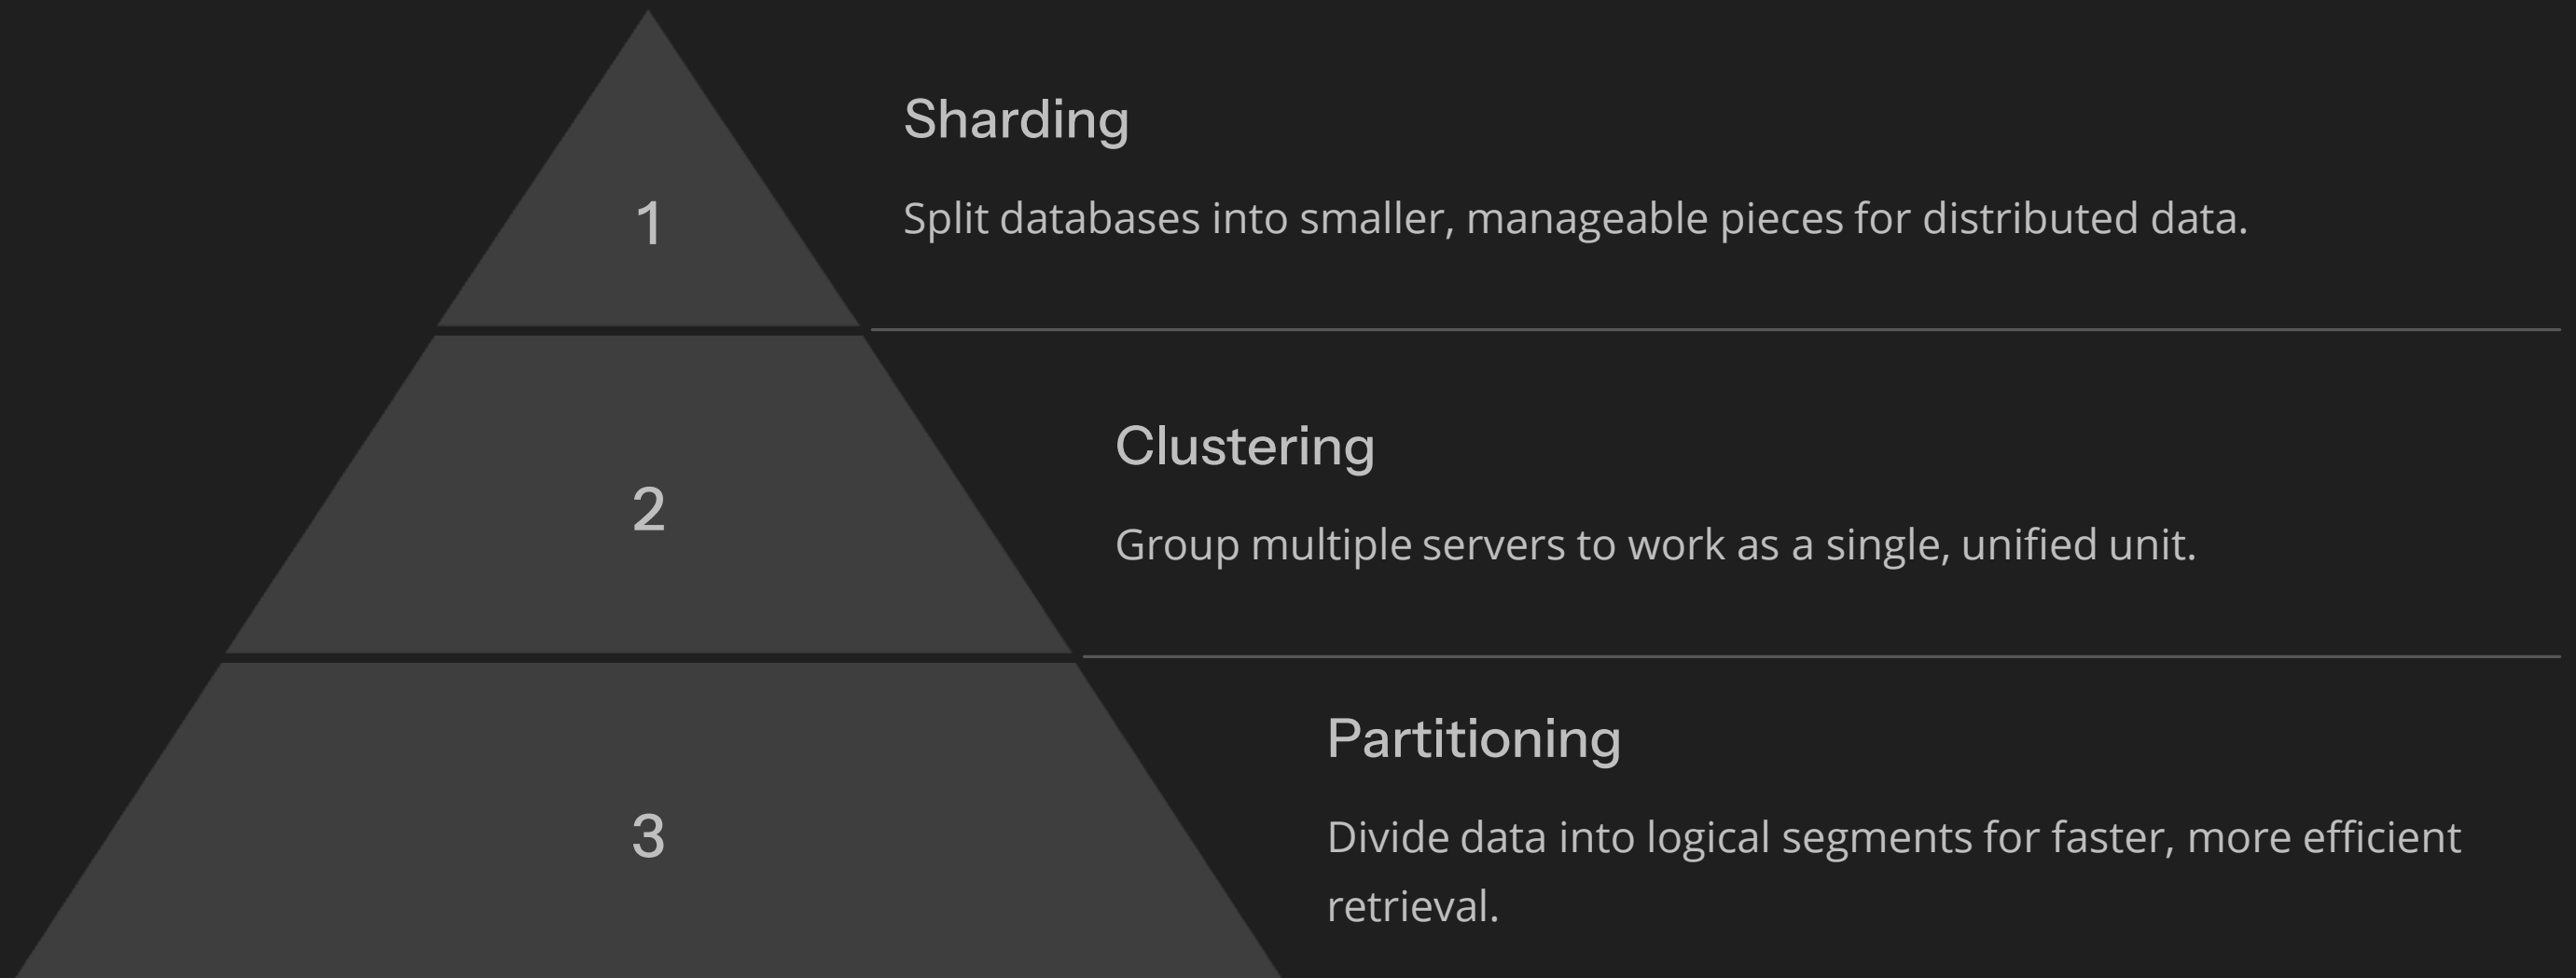 Sharding
1
Split databases into smaller, manageable pieces for distributed data.
Clustering
2
Group multiple servers to work as a single, unified unit.
Partitioning
3
Divide data into logical segments for faster, more efficient
retrieval.